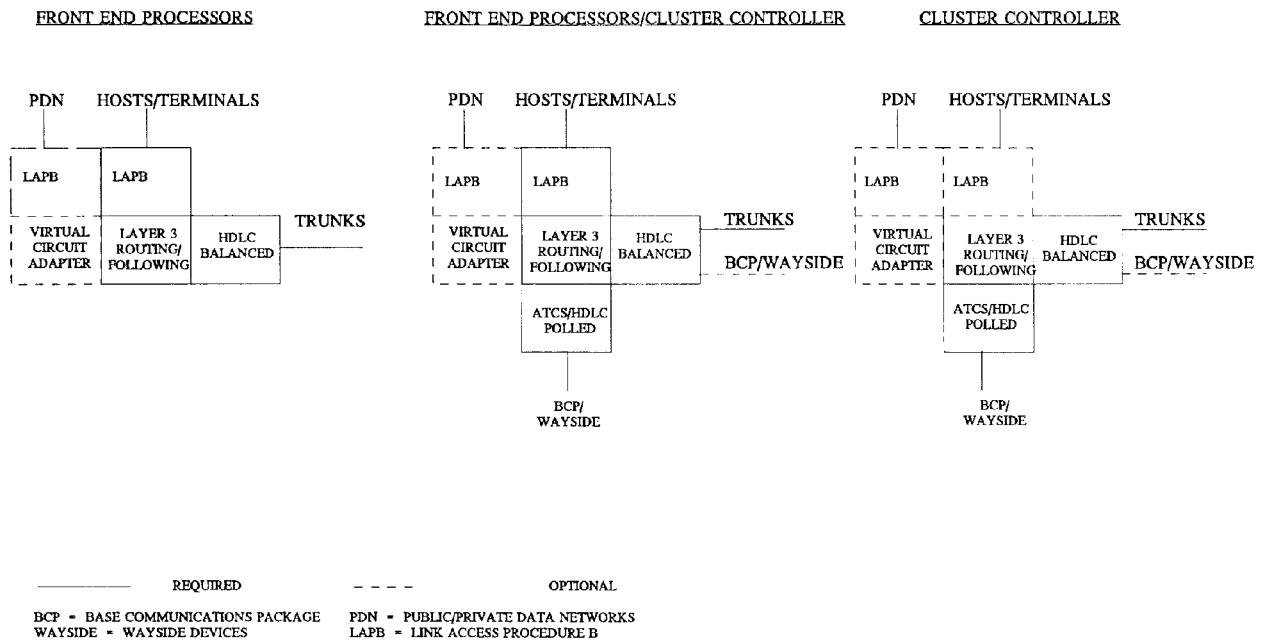 FRONT END PROCESSORS
FRONT END PROCESSORS/CLUSTER CONTROLLER
CLUSTER CONTROLLER
PDN HOSTS/TERMINALS
LAPB LAPB
TRUNKS
VIRTUAL CIRCUIT ADAPTER
LAYER 3 ROUTING/ FOLLOWING
HDLC BALANCED
PDN HOSTS/TERMINALS
LAPB LAPB
TRUNKS
VIRTUAL CIRCUIT ADAPTER
LAYER 3 ROUTING/ FOLLOWING
HDLC BALANCED
BCP/WAYSIDE
ATCS/HDLC POLLED
BCP/
WAYSIDE
PDN HOSTS/TERMINALS
LAPB LAPB
TRUNKS
VIRTUAL CIRCUIT ADAPTER
LAYER 3 ROUTING/ FOLLOWING
HDLC BALANCED
BCP/WAYSIDE
ATCS/HDLC POLLED
BCP/
WAYSIDE
REQUIRED
OPTIONAL
BCP = BASE COMMUNICATIONS PACKAGE
PDN = PUBLIC/PRIVATE DATA NETWORKS
WAYSIDE = WAYSIDE DEVICES
LAPB = LINK ACCESS PROCEDURE B